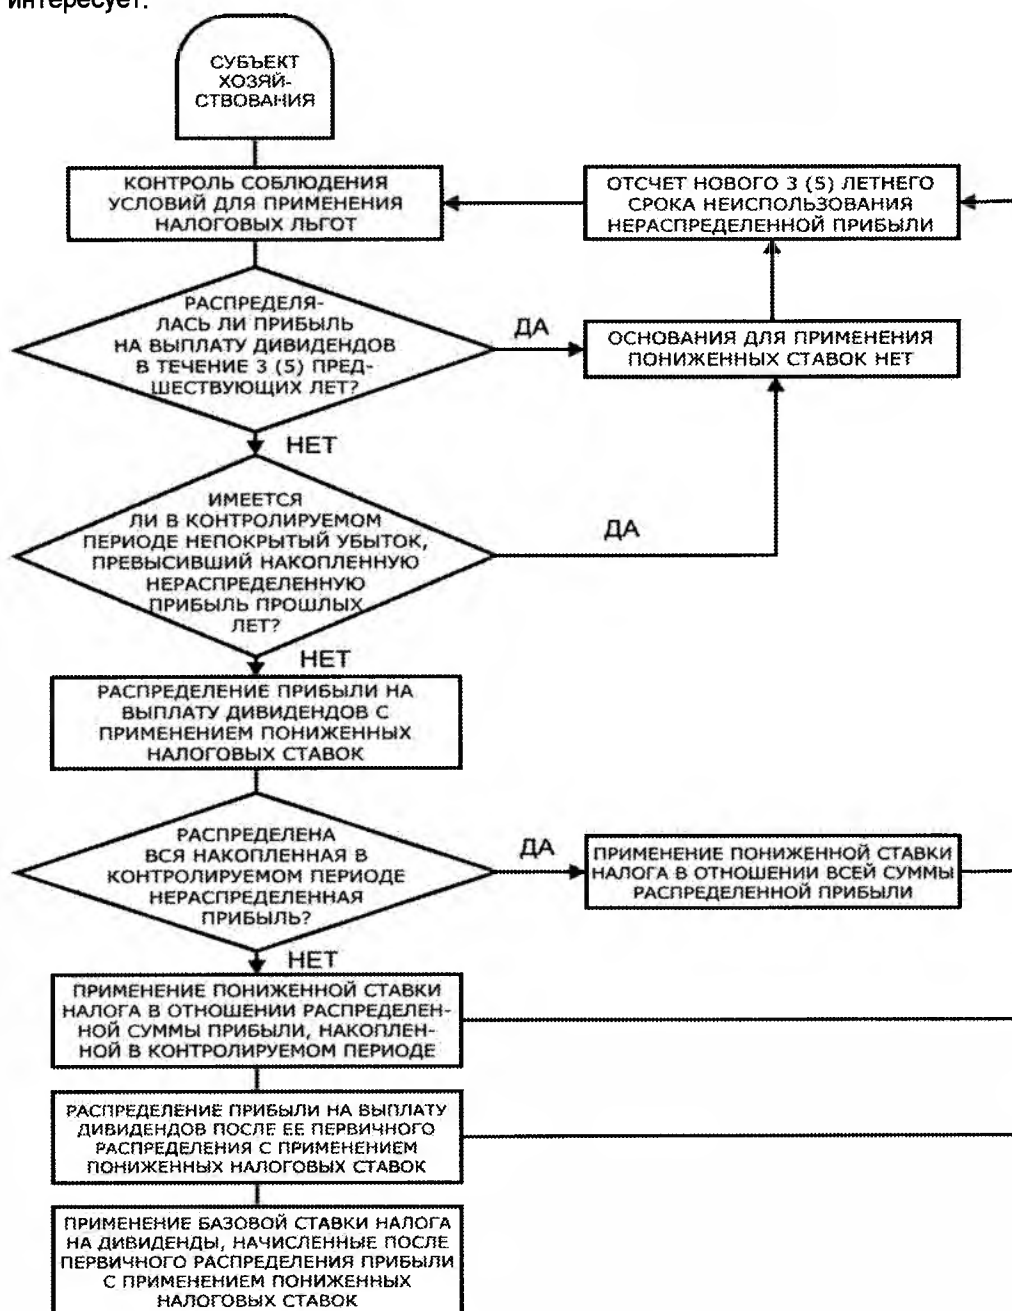 интересует.
СУБЪЕКТ
ХОЗЯЙ-
СТВОВАНИЯ
КОНТРОЛЬ СОБЛЮДЕНИЯ
УСЛОВИЙ ДЛЯ ПРИМЕНЕНИЯ
НАЛОГОВЫХ ЛЬГОТ
ОТСЧЕТ НОВОГО 3 (5) ЛЕТНЕГО
СРОКА НЕИСПОЛЬЗОВАНИЯ
НЕРАСПРЕДЕЛЕННОЙ ПРИБЫЛИ
РАСПРЕДЕЛЯ-
ЛАСЬ ЛИ ПРИБЫЛЬ
НА ВЫПЛАТУ ДИВИДЕНДОВ
В ТЕЧЕНИЕ 3 (5) ПРЕД-
ШЕСТВУЮЩИХ ЛЕТ?
ДА
ОСНОВАНИЯ ДЛЯ ПРИМЕНЕНИЯ
ПОНИЖЕННЫХ СТАВОК НЕТ
НЕТ
ИМЕЕТСЯ
ЛИ В КОНТРОЛИРУЕМОМ
ПЕРИОДЕ НЕПОКРЫТЫЙ УБЫТОК,
ПРЕВЫСИВШИЙ НАКОПЛЕННУЮ
НЕРАСПРЕДЕЛЕННУЮ
ПРИБЫЛЬ ПРОШЛЫХ
ЛЕТ?
ДА
НЕТ
РАСПРЕДЕЛЕНИЕ ПРИБЫЛИ НА
ВЫПЛАТУ ДИВИДЕНДОВ С
ПРИМЕНЕНИЕМ ПОНИЖЕННЫХ
НАЛОГОВЫХ СТАВОК
РАСПРЕДЕЛЕНА
ВСЯ НАКОПЛЕННАЯ В
КОНТРОЛИРУЕМОМ ПЕРИОДЕ
НЕРАСПРЕДЕЛЕННАЯ
ПРИБЫЛЬ?
ДА
ПРИМЕНЕНИЕ ПОНИЖЕННОЙ СТАВКИ
НАЛОГА В ОТНОШЕНИИ ВСЕЙ СУММЫ
РАСПРЕДЕЛЕННОЙ ПРИБЫЛИ
НЕТ
ПРИМЕНЕНИЕ ПОНИЖЕННОЙ СТАВКИ
НАЛОГА В ОТНОШЕНИИ РАСПРЕДЕЛЕН-
НОЙ СУММЫ ПРИБЫЛИ, НАКОПЛЕН-
НОЙ В КОНТРОЛИРУЕМОМ ПЕРИОДЕ
РАСПРЕДЕЛЕНИЕ ПРИБЫЛИ НА ВЫПЛАТУ
ДИВИДЕНДОВ ПОСЛЕ ЕЕ ПЕРВИЧНОГО
РАСПРЕДЕЛЕНИЯ С ПРИМЕНЕНИЕМ
ПОНИЖЕННЫХ НАЛОГОВЫХ СТАВОК
ПРИМЕНЕНИЕ БАЗОВОЙ СТАВКИ НАЛОГА
НА ДИВИДЕНДЫ, НАЧИСЛЕННЫЕ ПОСЛЕ
ПЕРВИЧНОГО РАСПРЕДЕЛЕНИЯ ПРИБЫЛИ
С ПРИМЕНЕНИЕМ ПОНИЖЕННЫХ
НАЛОГОВЫХ СТАВОК